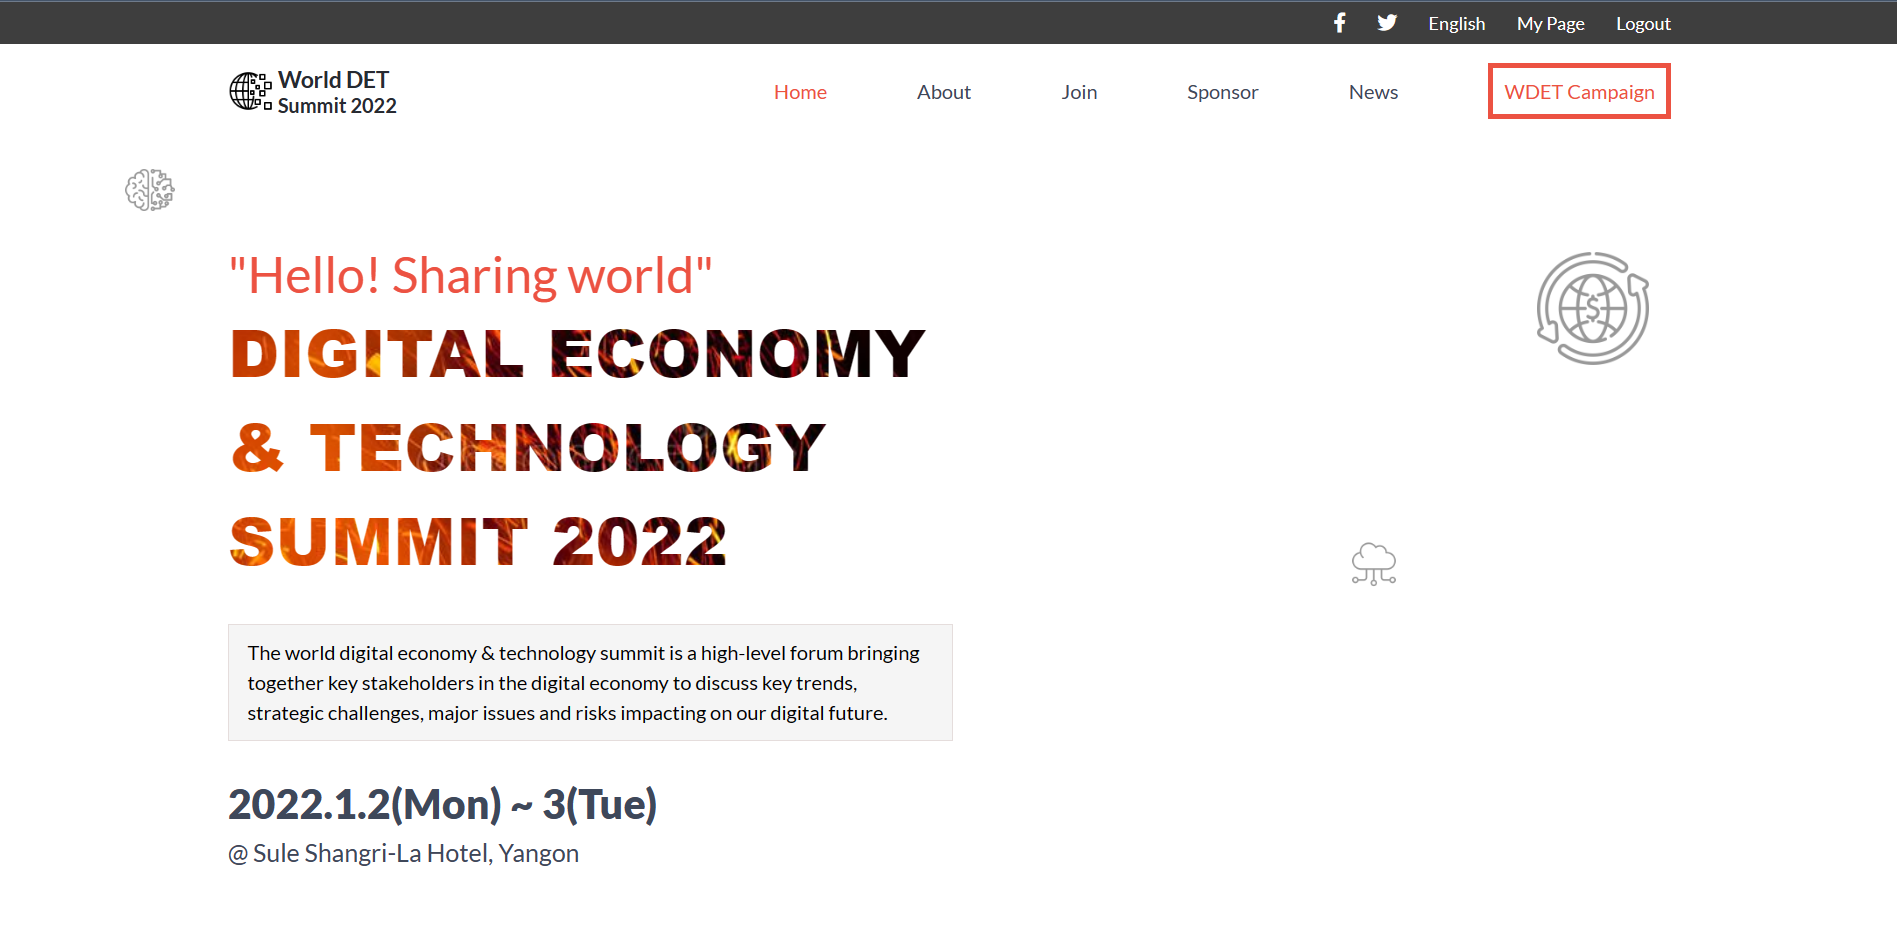 English My Page Logout
World DET
Summit 2022
Home About Join Sponsor News WDET Campaign
"Hello! Sharing world"
DIGITAL ECONOMY
& TECHNOLOGY
SUMMIT 2022
The world digital economy & technology summit is a high-level forum bringing
together key stakeholders in the digital economy to discuss key trends,
strategic challenges, major issues and risks impacting on our digital future.
2022.1.2(Mon) ~ 3(Tue)
@ Sule Shangri-La Hotel, Yangon